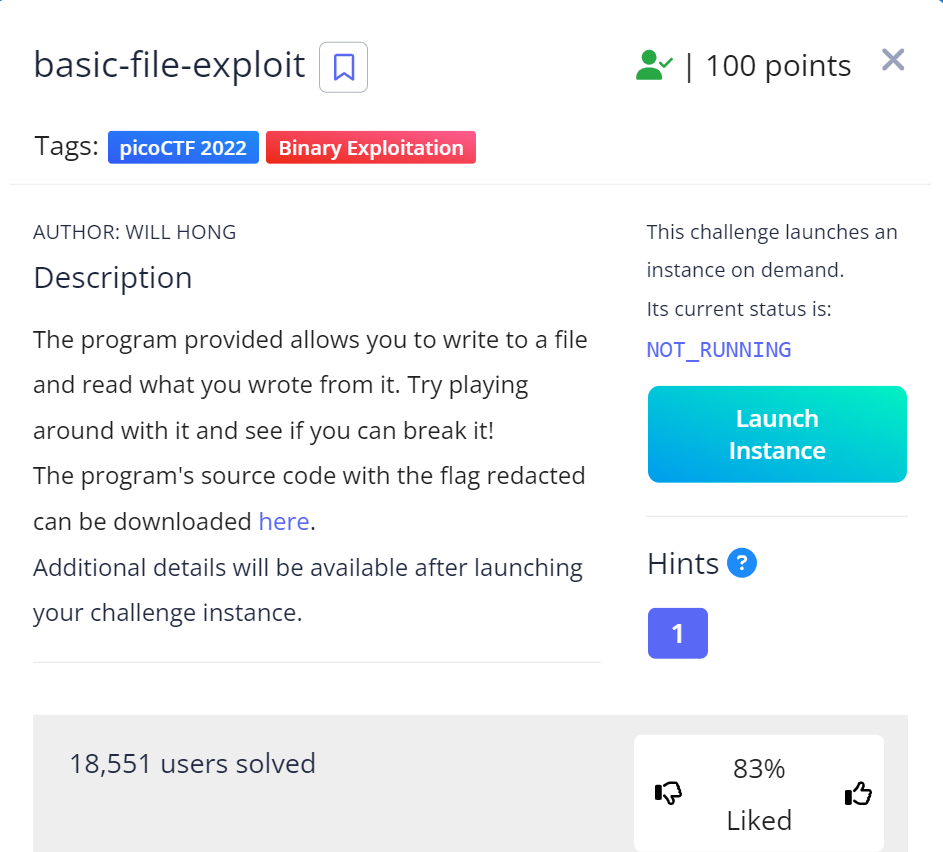 basic-file-exploit
| 100 points
Tags: picoCTF 2022 Binary Exploitation
AUTHOR: WILL HONG
Description
The program provided allows you to write to a file
and read what you wrote from it. Try playing
around with it and see if you can break it!
The program's source code with the flag redacted
can be downloaded here.
Additional details will be available after launching
your challenge instance.
This challenge launches an
instance on demand.
Its current status is:
NOT_RUNNING
Launch
Instance
Hints ?
1
18,551 users solved
83%
Liked